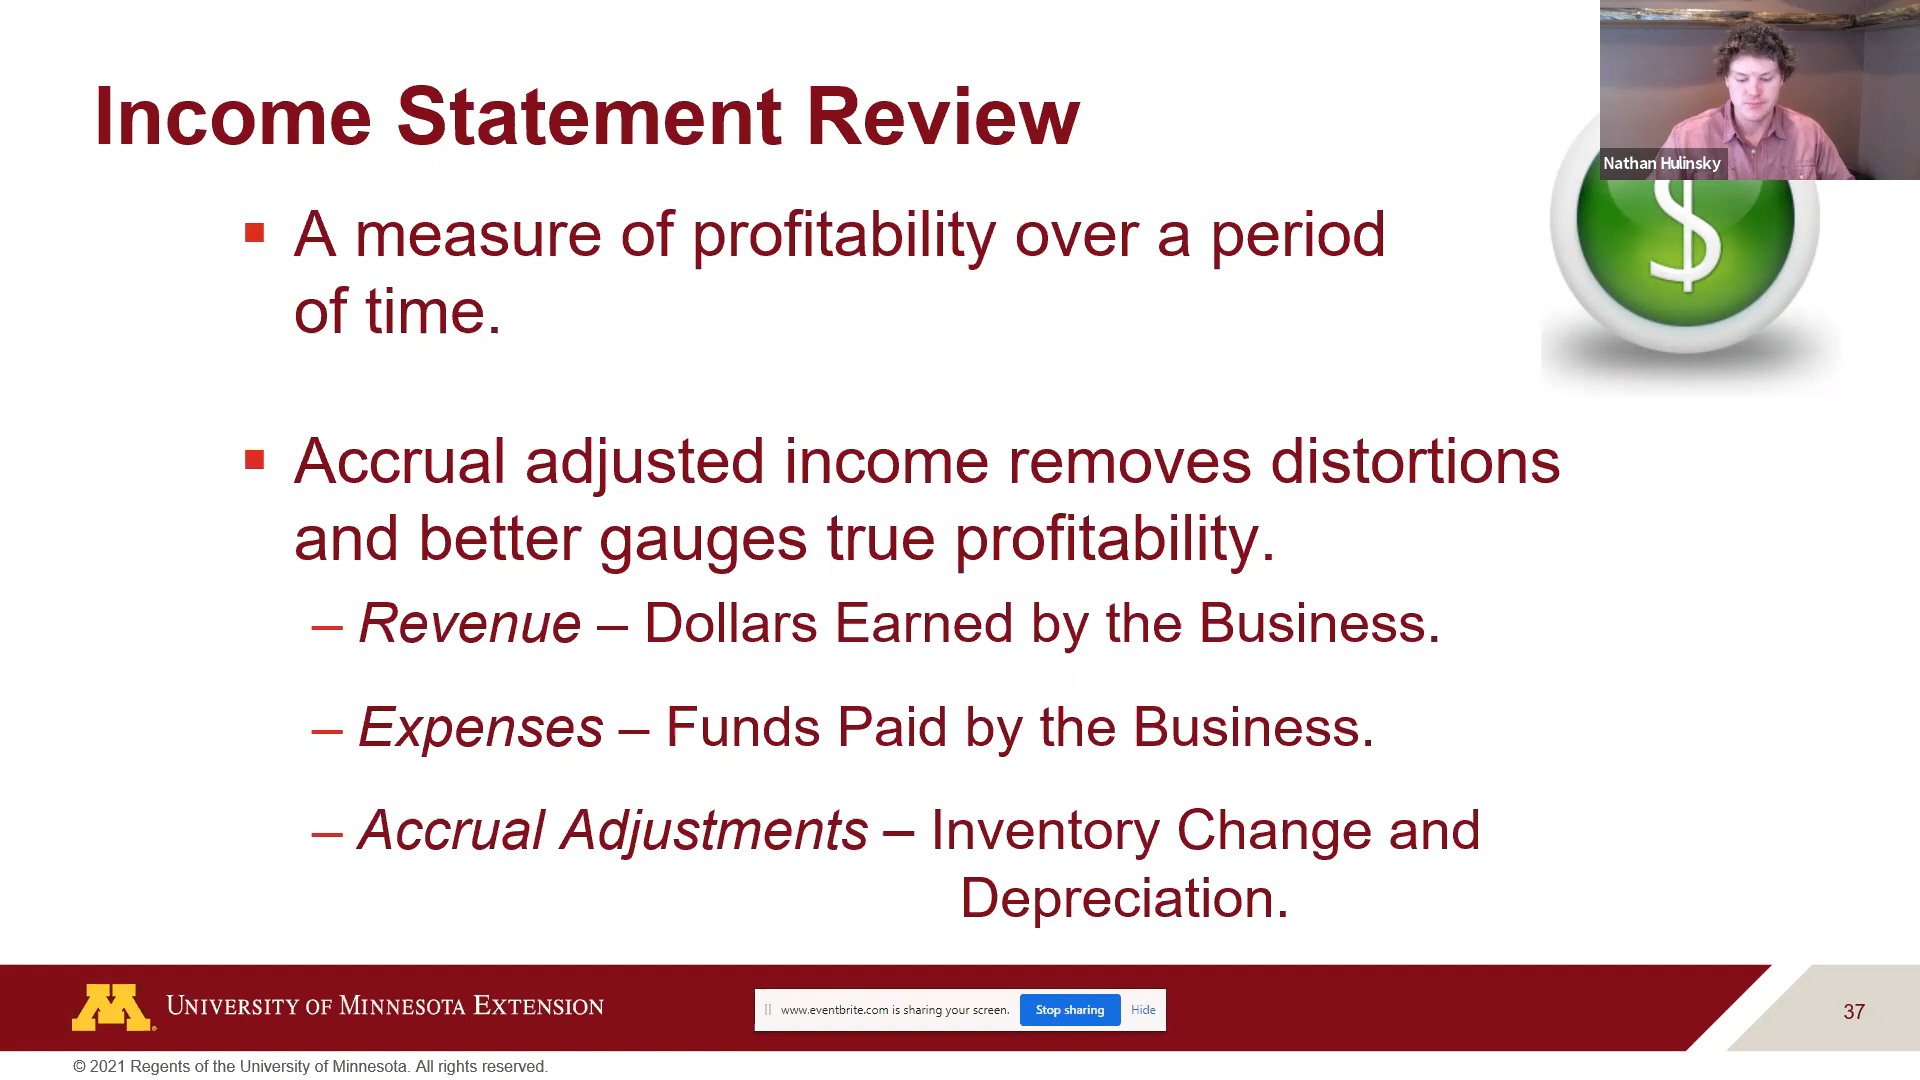 Income Statement Review
Nathan Hulinsky
$
▪ A measure of profitability over a period
of time.
▪ Accrual adjusted income removes distortions
and better gauges true profitability.
– Revenue – Dollars Earned by the Business.
– Expenses – Funds Paid by the Business.
– Accrual Adjustments – Inventory Change and
Depreciation.
M UNIVERSITY OF MINNESOTA EXTENSION
www.eventbrite.com is sharing your screen. Stop sharing Hide
37
© 2021 Regents of the University of Minnesota. All rights reserved.